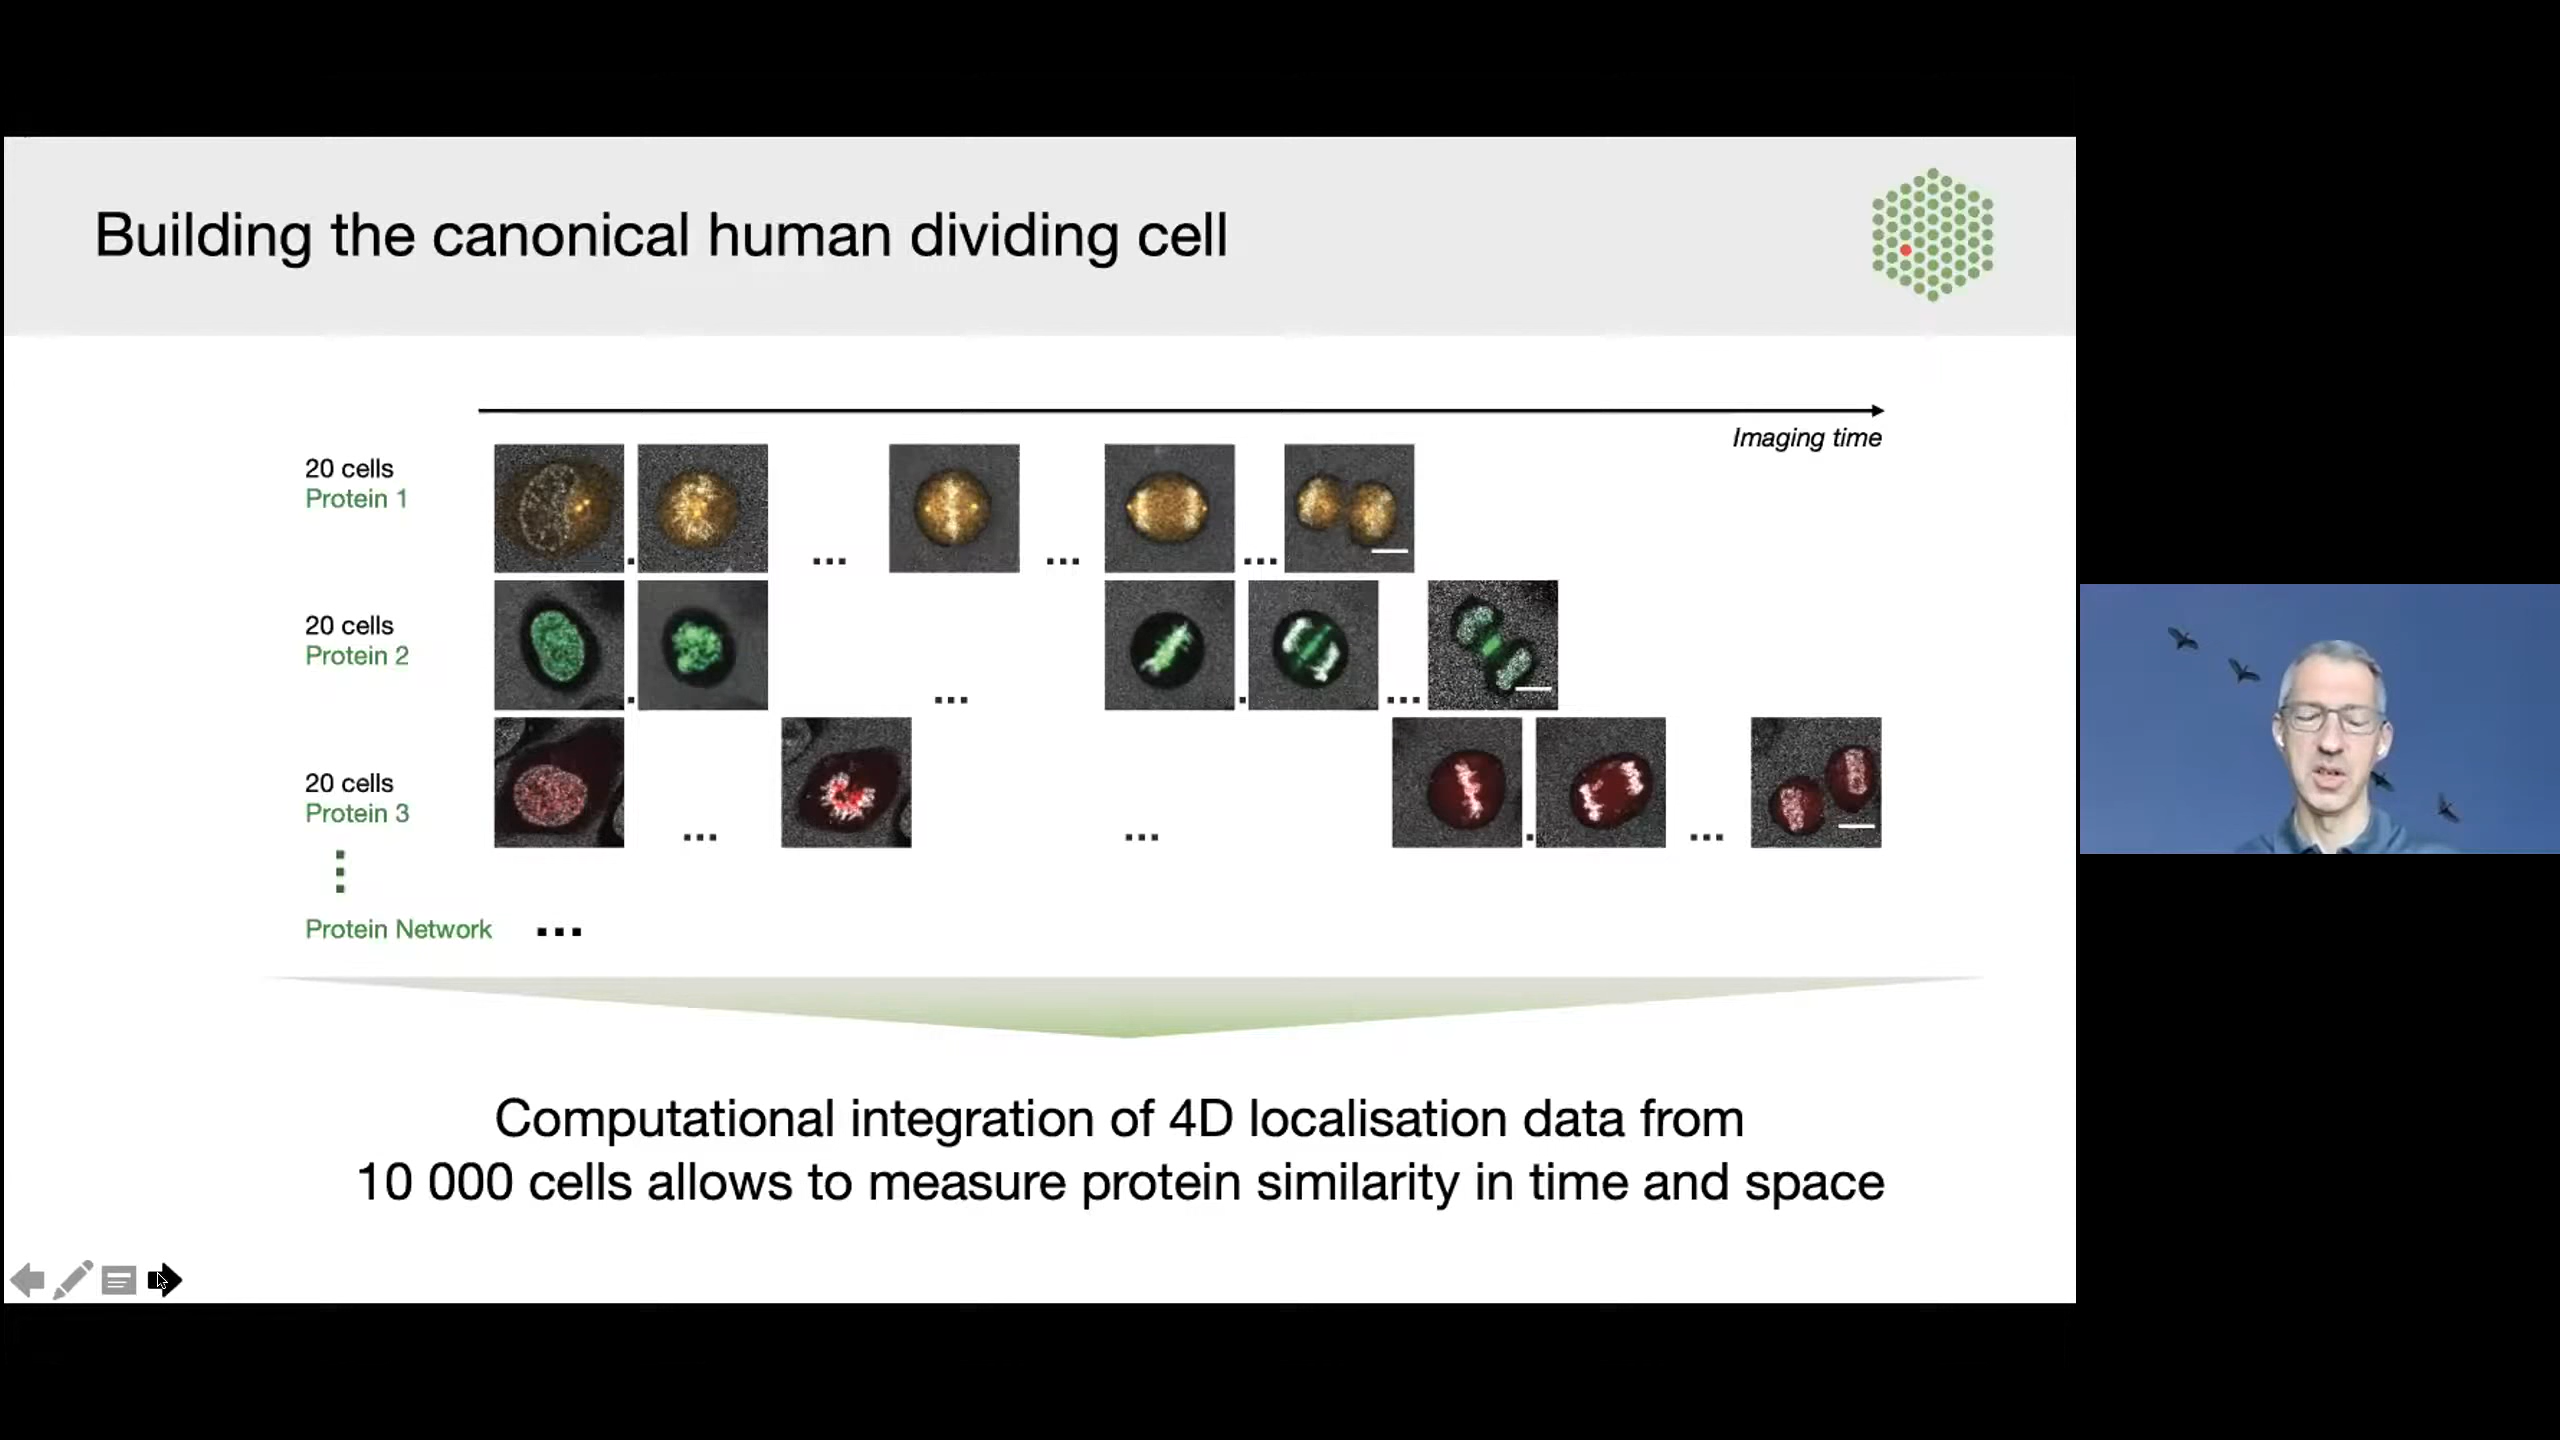 Building the canonical human dividing cell
Imaging time
20 cells
Protein 1
...
...
...
20 cells
Protein 2
...
...
20 cells
Protein 3
...
...
...
Protein Network ...
Computational integration of 4D localisation data from
10 000 cells allows to measure protein similarity in time and space